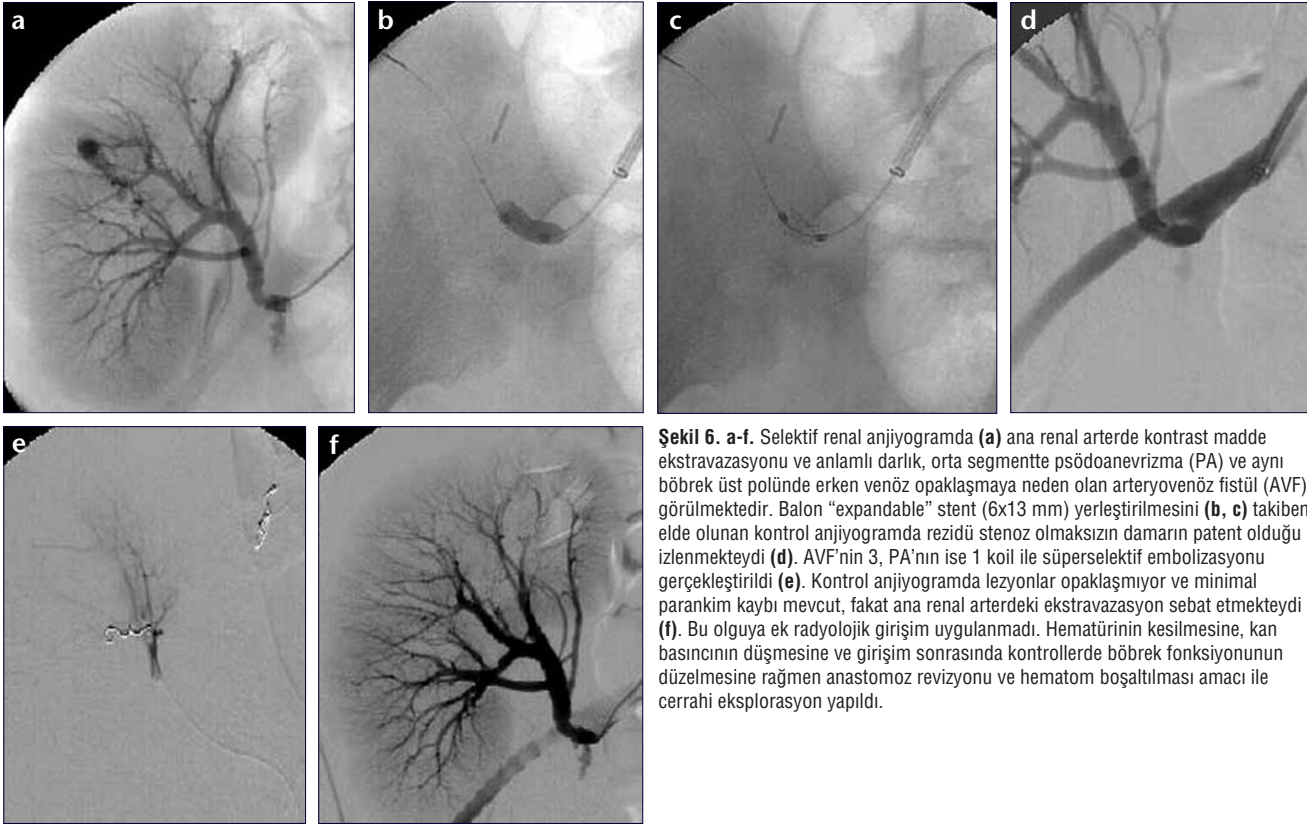 a
b
c
d
e
f
Şekil 6. a-f. Selektif renal anjiyogramda (a) ana renal arterde kontrast madde
ekstravazasyonu ve anlamlı darlık, orta segmentte psödoanevrizma (PA) ve aynı
böbrek üst polünde erken venöz opaklaşmaya neden olan arteryovenöz fistül (AVF)
görülmektedir. Balon “expandable” stent (6x13 mm) yerleştirilmesini (b, c) takiben
elde olunan kontrol anjiyogramda rezidü stenoz olmaksızın damarın patent olduğu
izlenmekteydi (d). AVF’nin 3, PA’nın ise 1 koil ile süperselektif embolizasyonu
gerçekleştirildi (e). Kontrol anjiyogramda lezyonlar opaklaşmıyor ve minimal
parankim kaybı mevcut, fakat ana renal arterdeki ekstravazasyon sebat etmekteydi
(f). Bu olguya ek radyolojik girişim uygulanmadı. Hematürinin kesilmesine, kan
basıncının düşmesine ve girişim sonrasında kontrollerde böbrek fonksiyonunun
düzelmesine rağmen anastomoz revizyonu ve hematom boşaltılması amacı ile
cerrahi eksplorasyon yapıldı.